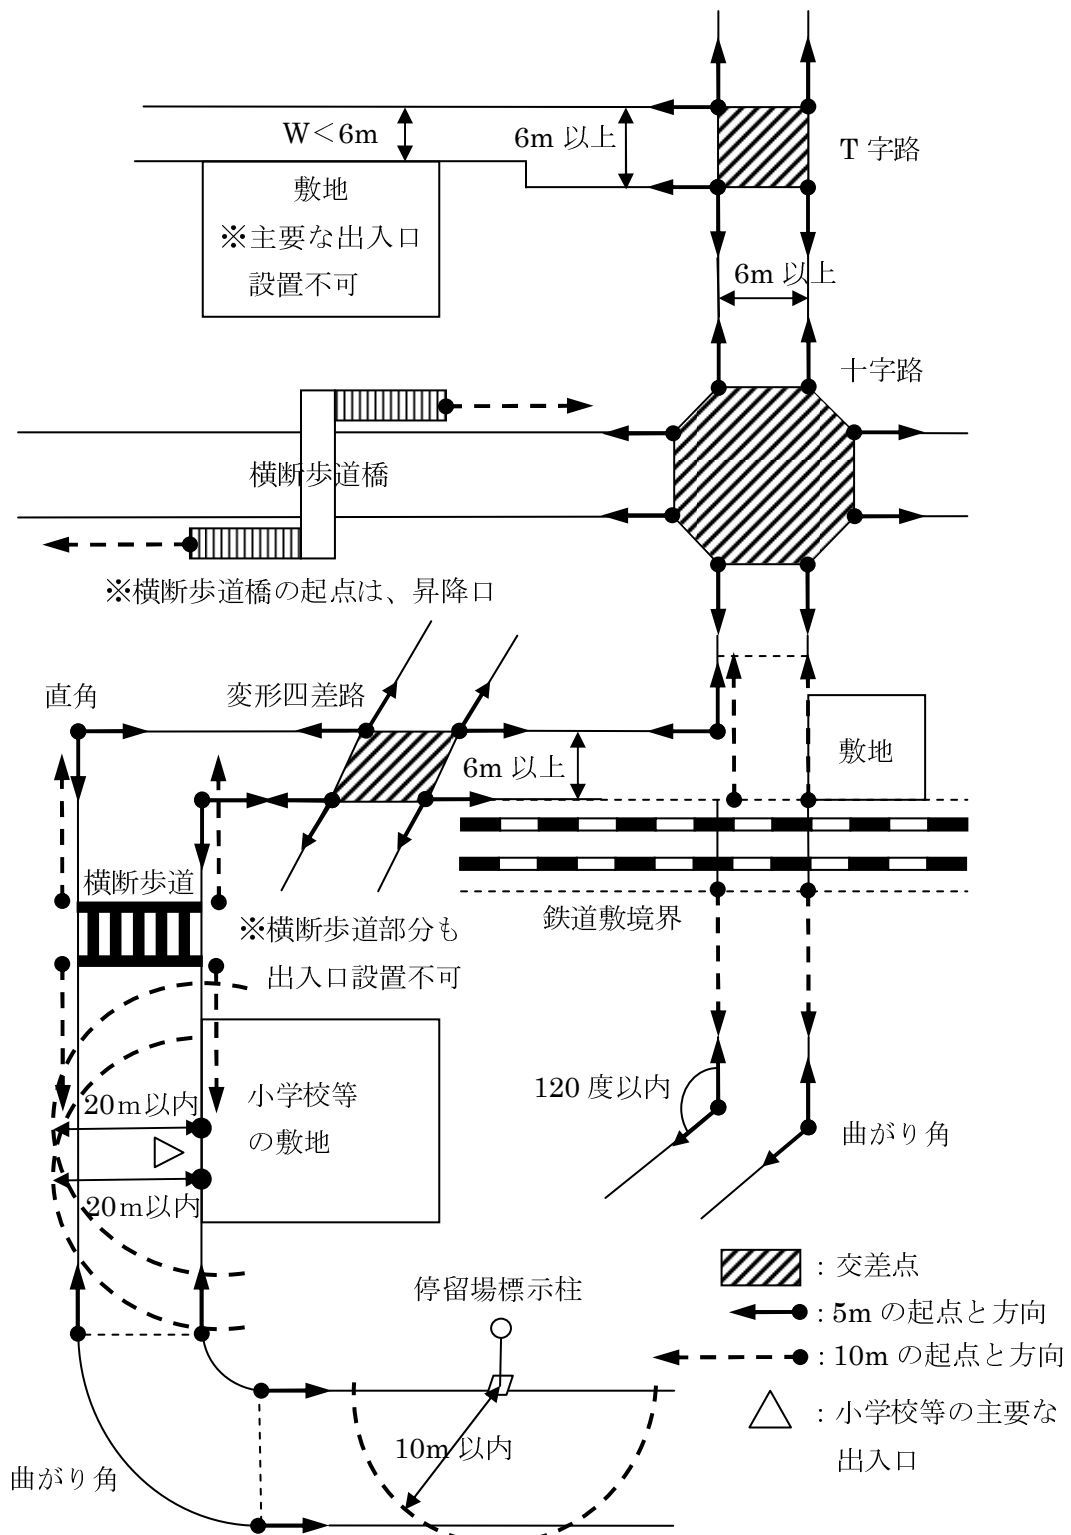 W＜6m
6m 以上
T 字路
敷地
※主要な出入口
設置不可
6m 以上
十字路
横断歩道橋
※横断歩道橋の起点は、昇降口
直角
変形四差路
6m 以上
敷地
横断歩道
※横断歩道部分も
出入口設置不可
鉄道敷境界
20m以内
小学校等
の敷地
20m以内
120 度以内
曲がり角
：交差点
停留場標示柱
：5m の起点と方向
：10m の起点と方向
：小学校等の主要な
出入口
10m 以内
曲がり角